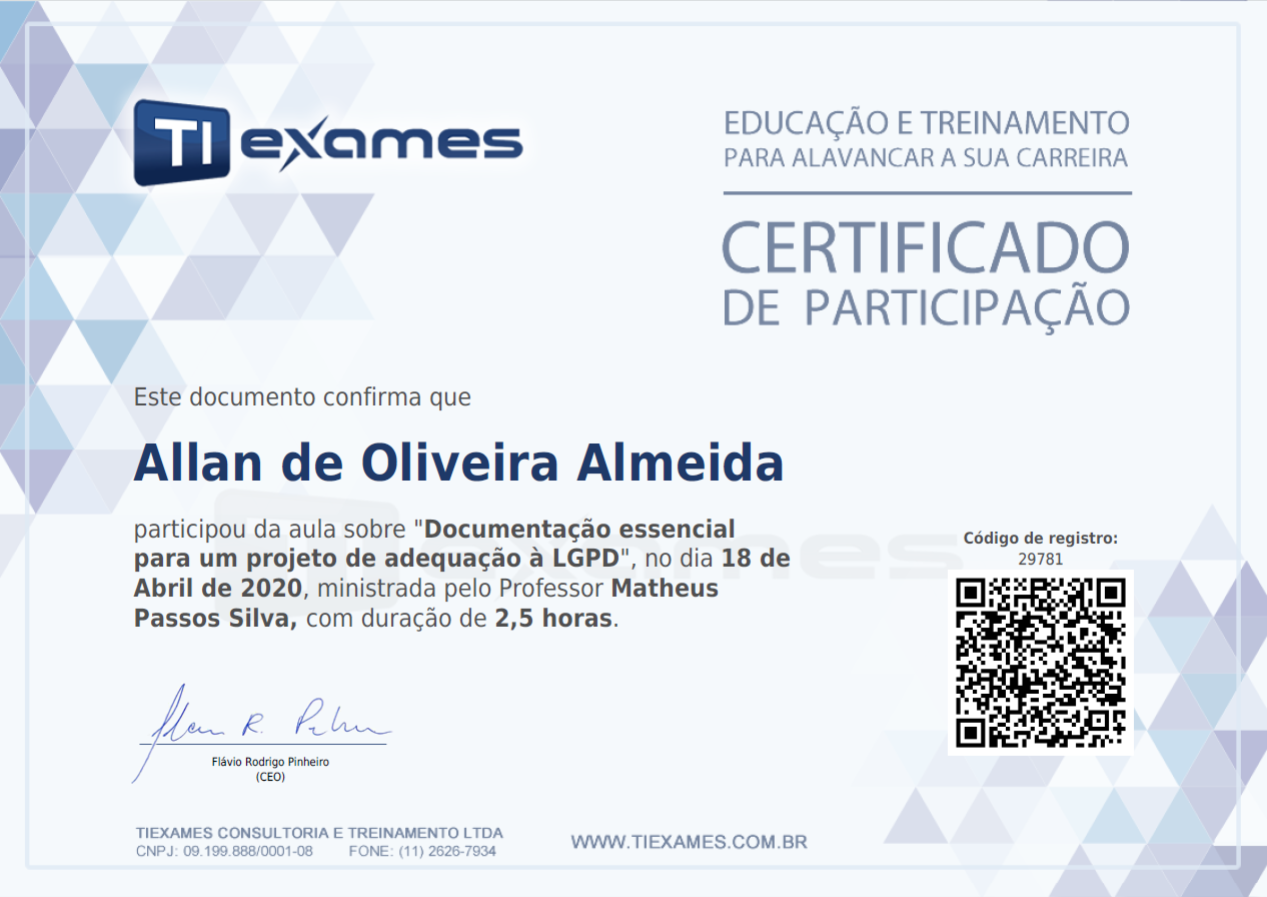 TI exames
EDUCAÇÃO E TREINAMENTO
PARA ALAVANCAR A SUA CARREIRA
CERTIFICADO
DE PARTICIPAÇÃO
Este documento confirma que
Allan de Oliveira Almeida
participou da aula sobre "Documentação essencial
para um projeto de adequação à LGPD", no dia 18 de
Abril de 2020, ministrada pelo Professor Matheus
Passos Silva, com duração de 2,5 horas.
TI exames
Código de registro:
29781
Flávio Rodrigo Pinheiro
(CEO)
TIEXAMES CONSULTORIA E TREINAMENTO LTDA
CNPJ: 09.199.888/0001-08 FONE: (11) 2626-7934
WWW.TIEXAMES.COM.BR